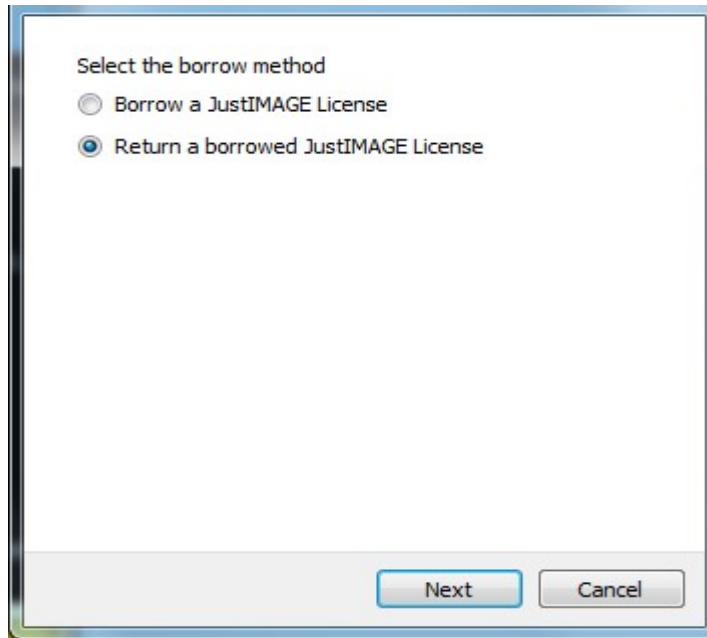 Select the borrow method
Borrow a JustIMAGE License
Return a borrowed JustIMAGE License
Next Cancel